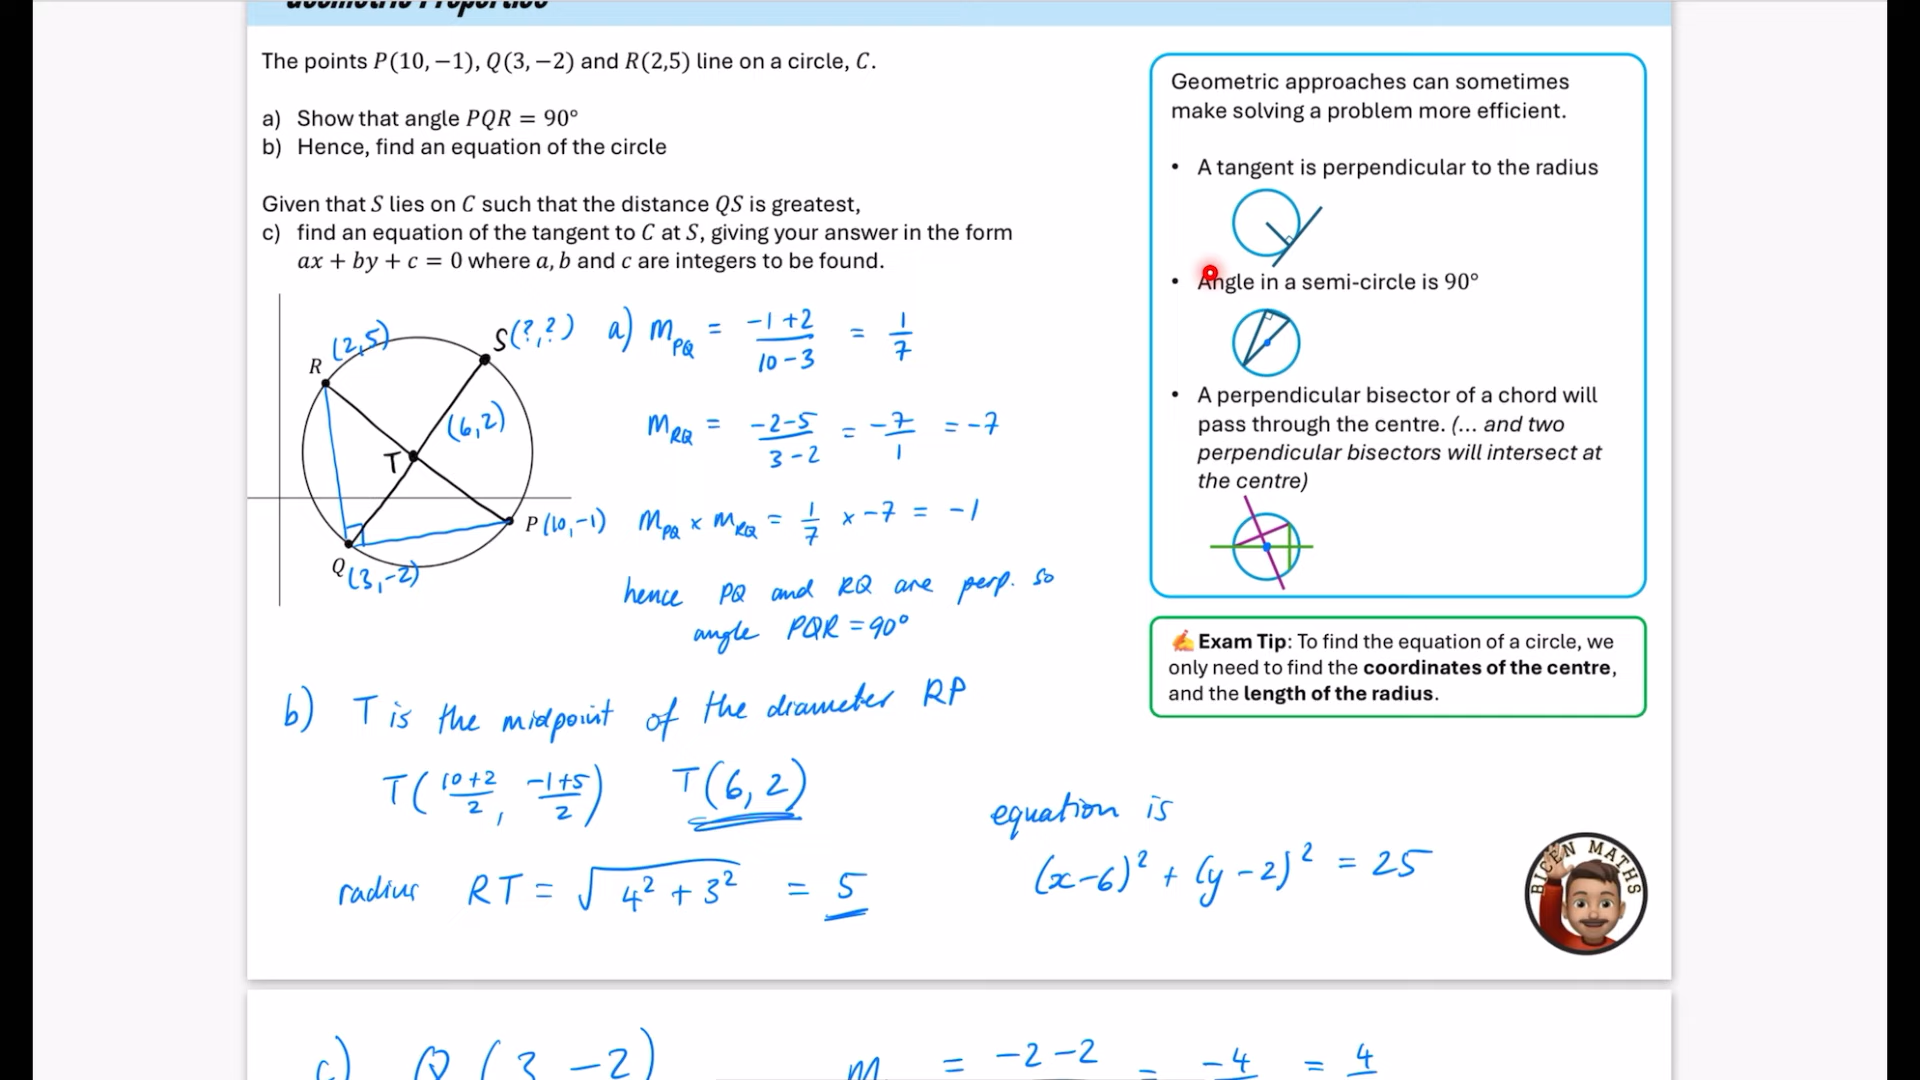 Geometric Properties
The points P(10, −1), Q(3, −2) and R(2,5) line on a circle, C.
a) Show that angle PQR = 90°
b) Hence, find an equation of the circle
Given that S lies on C such that the distance QS is greatest,
c) find an equation of the tangent to C at S, giving your answer in the form
ax + by + c = 0 where a, b and c are integers to be found.
R
(2,5)
S(?,?)
(6,2)
T
P (10,-1)
Q (3,-2)
a) m_PQ = (-1+2)/(10-3) = 1/7
m_RQ = (-2-5)/(3-2) = -7/1 = -7
m_PQ × m_RQ = 1/7 × -7 = -1
hence PQ and RQ are perp. so
angle PQR = 90°
b) T is the midpoint of the diameter RP
T((10+2)/2, (-1+5)/2) T(6, 2)
radius RT = √(4² + 3²) = 5
equation is
(x-6)² + (y-2)² = 25
Geometric approaches can sometimes
make solving a problem more efficient.
• A tangent is perpendicular to the radius
• Angle in a semi-circle is 90°
• A perpendicular bisector of a chord will
pass through the centre. (... and two
perpendicular bisectors will intersect at
the centre)
✍ Exam Tip: To find the equation of a circle, we
only need to find the coordinates of the centre,
and the length of the radius.
BICEN MATHS
c) Q (3 -2)
m = -2-2 = -4 = 4